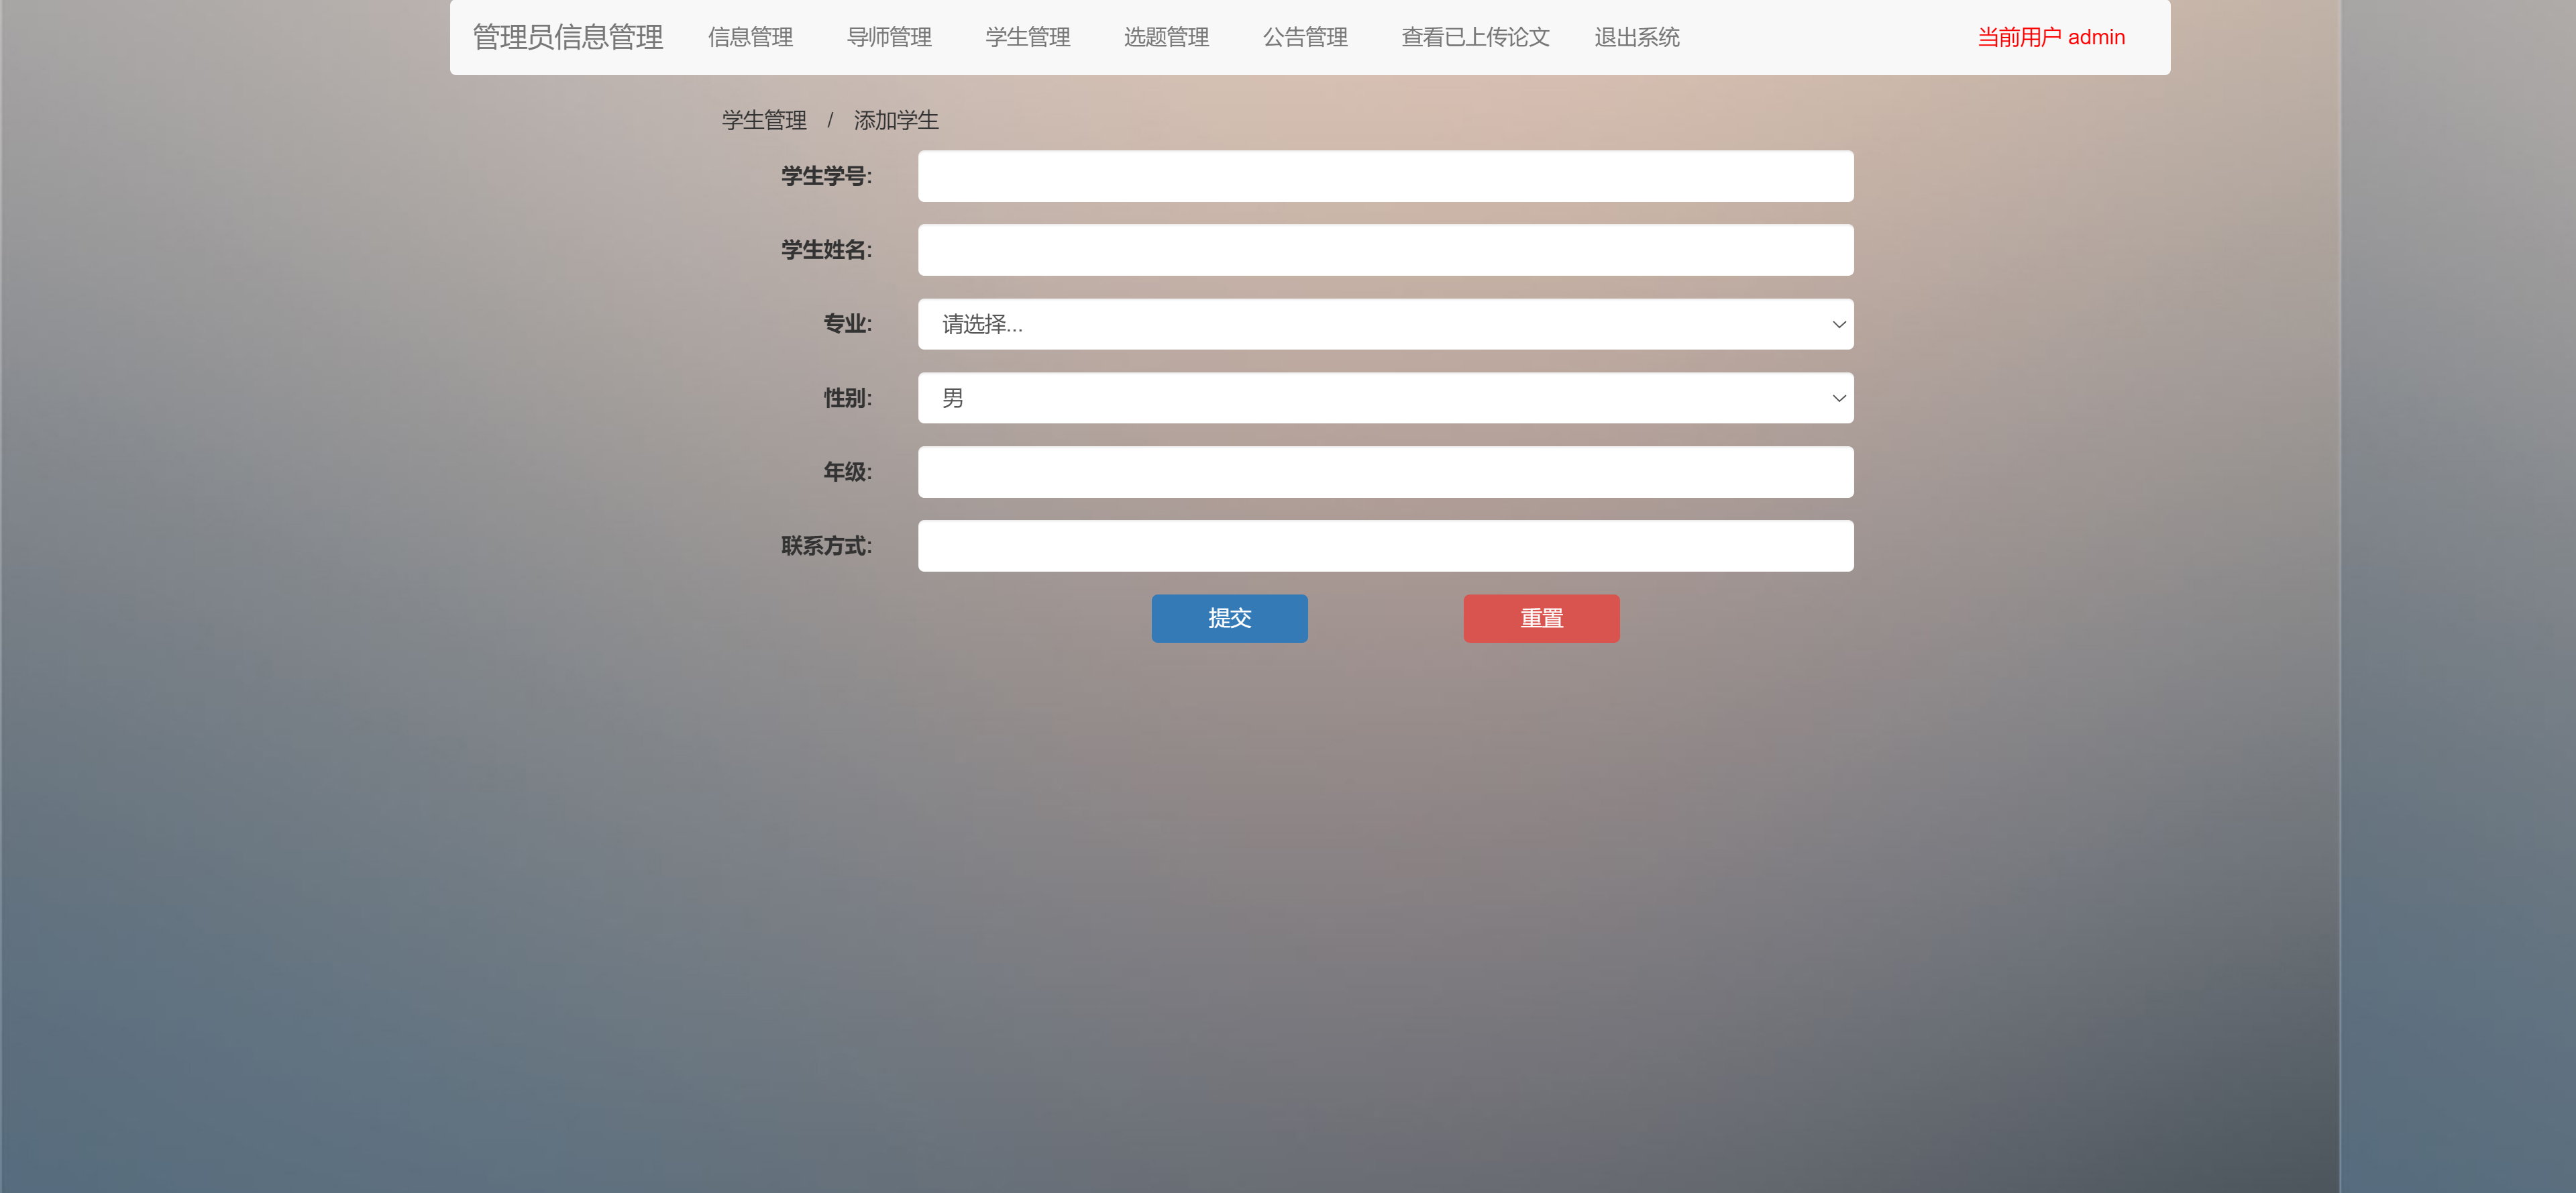 管理员信息管理 信息管理 导师管理 学生管理 选题管理 公告管理 查看已上传论文 退出系统 当前用户 admin
学生管理 / 添加学生
学生学号:
学生姓名:
专业: 请选择...
性别: 男
年级:
联系方式:
提交 重置